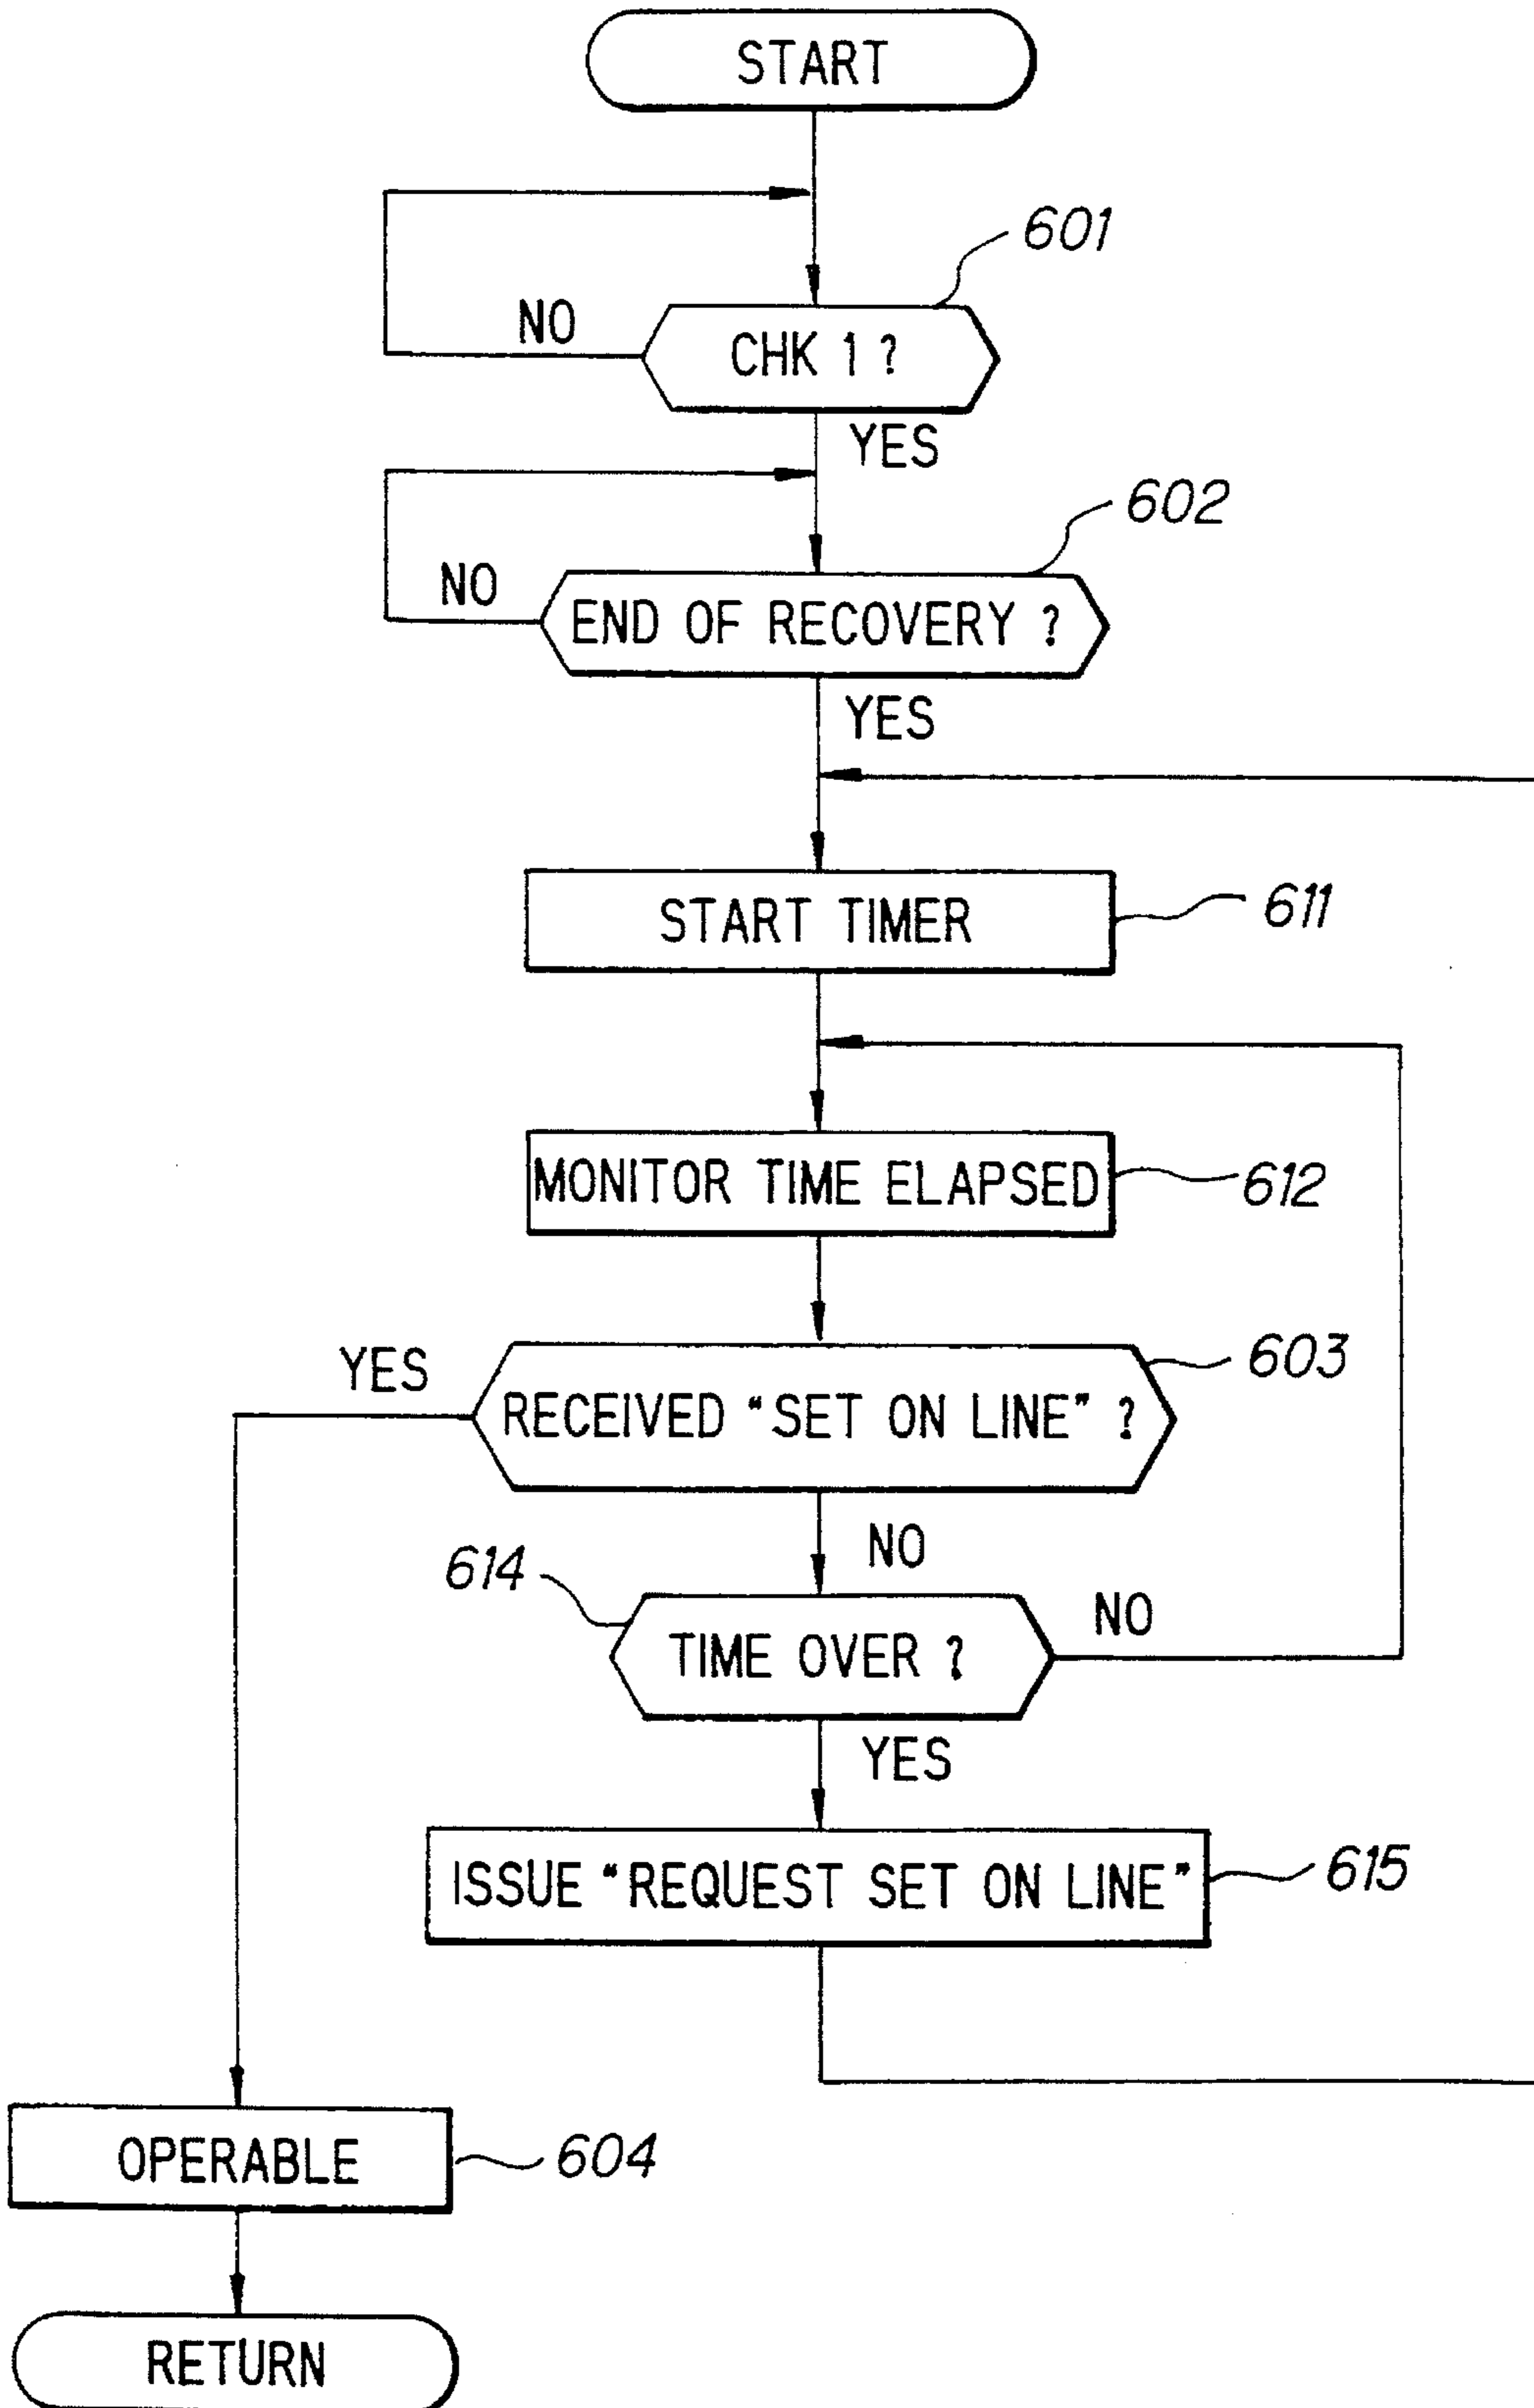 START
601
NO
CHK 1 ?
YES
602
NO
END OF RECOVERY ?
YES
START TIMER
611
MONITOR TIME ELAPSED
612
YES
603
RECEIVED “SET ON LINE” ?
NO
614
NO
TIME OVER ?
YES
ISSUE “REQUEST SET ON LINE”
615
OPERABLE
604
RETURN